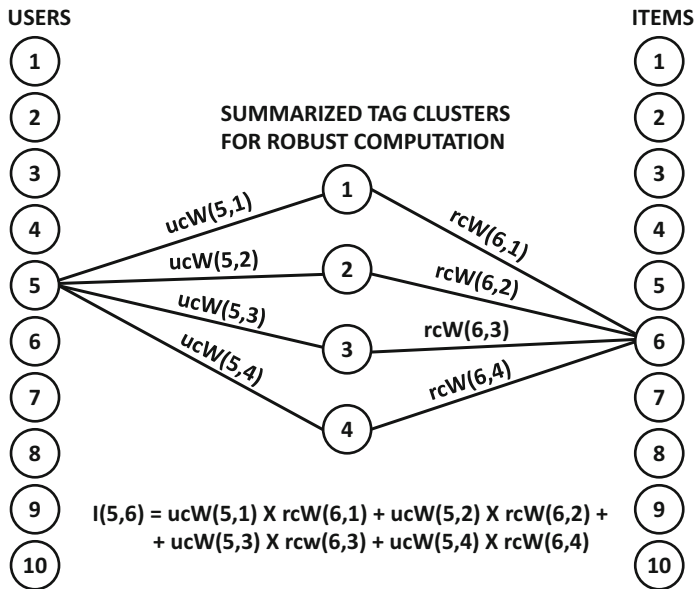 USERS
ITEMS
1
1
2
2
SUMMARIZED TAG CLUSTERS
FOR ROBUST COMPUTATION
3
3
1
4
4
ucW(5,1)
rcW(6,1)
5
5
ucW(5,2)
2
rcW(6,2)
6
6
ucW(5,3)
3
rcW(6,3)
7
7
ucW(5,4)
4
rcW(6,4)
8
8
9
9
I(5,6) = ucW(5,1) X rcW(6,1) + ucW(5,2) X rcW(6,2) +
+ ucW(5,3) X rcw(6,3) + ucW(5,4) X rcW(6,4)
10
10